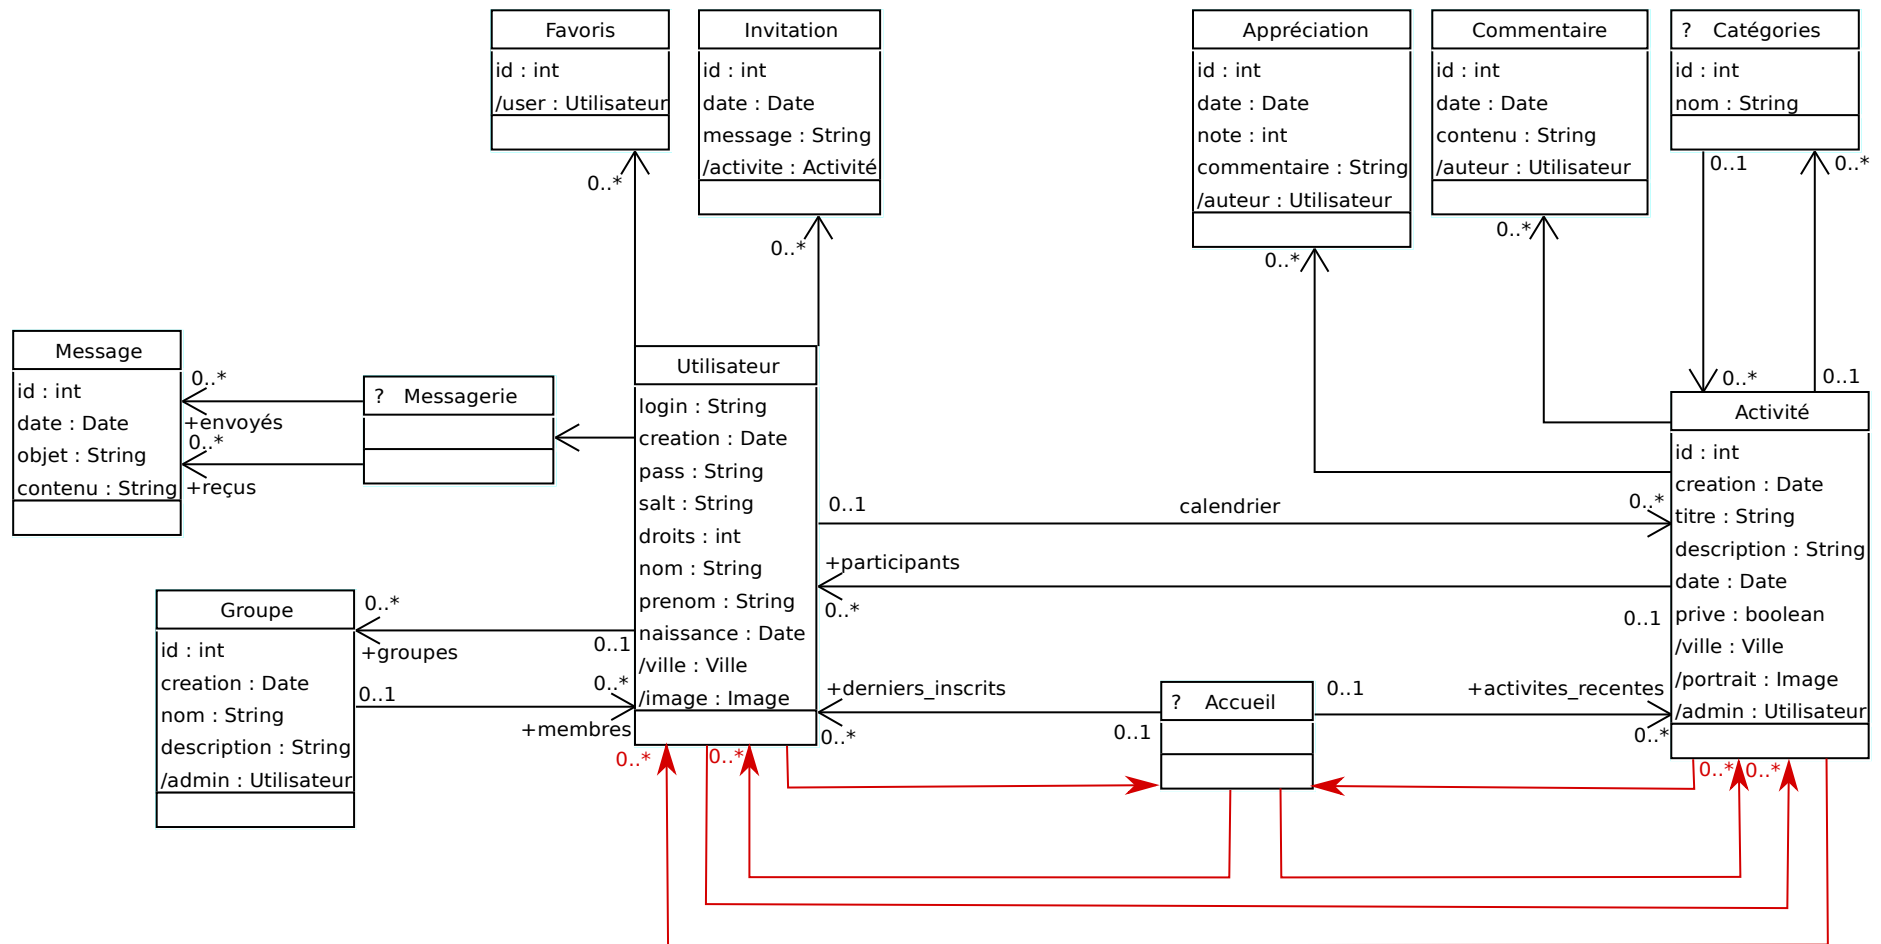 Favoris
id : int
/user : Utilisateur
Invitation
id : int
date : Date
message : String
/activite : Activité
Appréciation
id : int
date : Date
note : int
commentaire : String
/auteur : Utilisateur
Commentaire
id : int
date : Date
contenu : String
/auteur : Utilisateur
? Catégories
id : int
nom : String
0..*
0..*
0..*
0..*
0..1
0..*
0..*
0..1
Message
id : int
date : Date
objet : String
contenu : String
0..*
+envoyés
0..*
+reçus
? Messagerie
Utilisateur
login : String
creation : Date
pass : String
salt : String
droits : int
nom : String
prenom : String
naissance : Date
/ville : Ville
/image : Image
Activité
id : int
creation : Date
titre : String
description : String
date : Date
prive : boolean
/ville : Ville
/portrait : Image
/admin : Utilisateur
0..1
calendrier
0..*
+participants
0..*
0..1
Groupe
id : int
creation : Date
nom : String
description : String
/admin : Utilisateur
0..*
+groupes
0..1
0..1
0..*
+membres
+derniers_inscrits
0..*
0..1
? Accueil
0..1
+activites_recentes
0..*
0..*
0..*
0..*
0..*